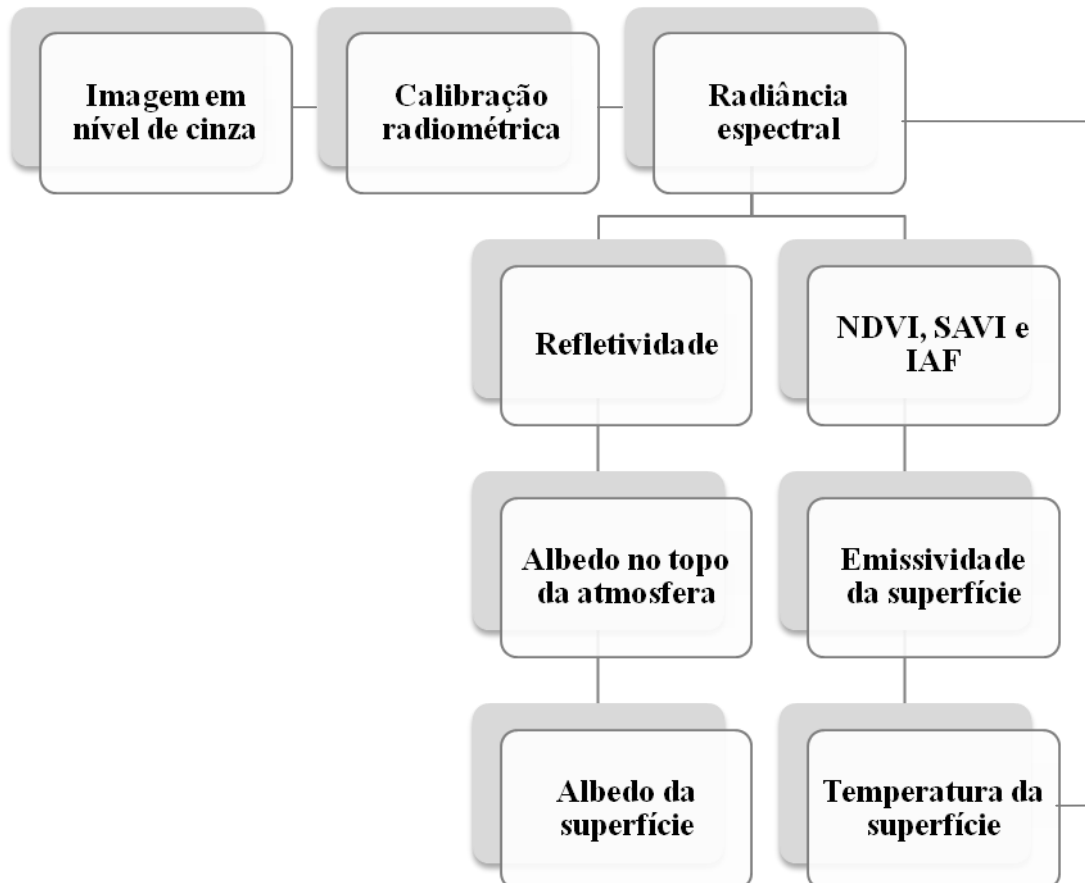 Imagem em
nível de cinza
Calibração
radiométrica
Radiância
espectral
Refletividade
NDVI, SAVI e
IAF
Albedo no topo
da atmosfera
Emissividade
da superfície
Albedo da
superfície
Temperatura da
superfície